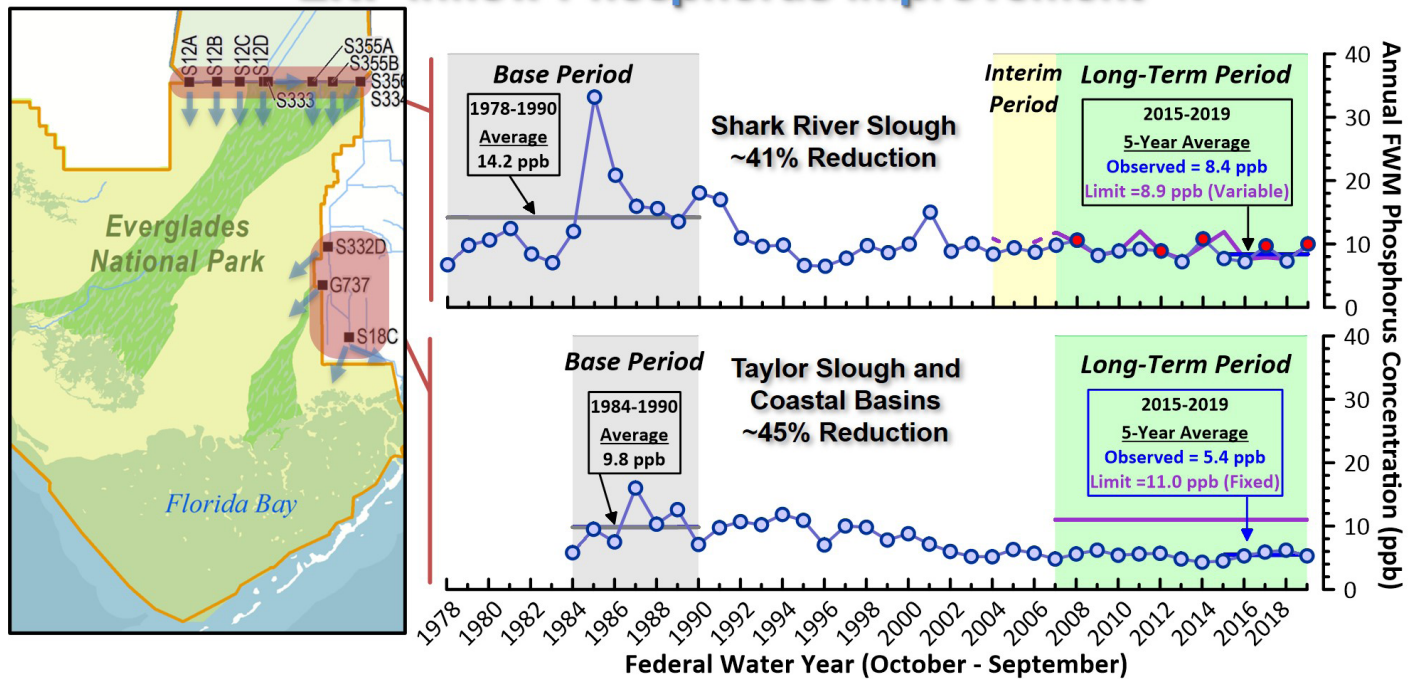 ENP Inflow Phosphorus Improvement
S12A
S12B
S12C
S12D
S355A
S355B
S356
S334
S333
Everglades
National Park
S332D
G737
S18C
Florida Bay
Base Period
1978-1990
Average
14.2 ppb
Shark River Slough
~41% Reduction
Interim
Period
Long-Term Period
2015-2019
5-Year Average
Observed = 8.4 ppb
Limit =8.9 ppb (Variable)
40
30
20
10
0
Base Period
1984-1990
Average
9.8 ppb
Taylor Slough and
Coastal Basins
~45% Reduction
Long-Term Period
2015-2019
5-Year Average
Observed = 5.4 ppb
Limit =11.0 ppb (Fixed)
40
30
20
10
0
Annual FWM Phosphorus Concentration (ppb)
1978
1980
1982
1984
1986
1988
1990
1992
1994
1996
1998
2000
2002
2004
2006
2008
2010
2012
2014
2016
2018
Federal Water Year (October - September)